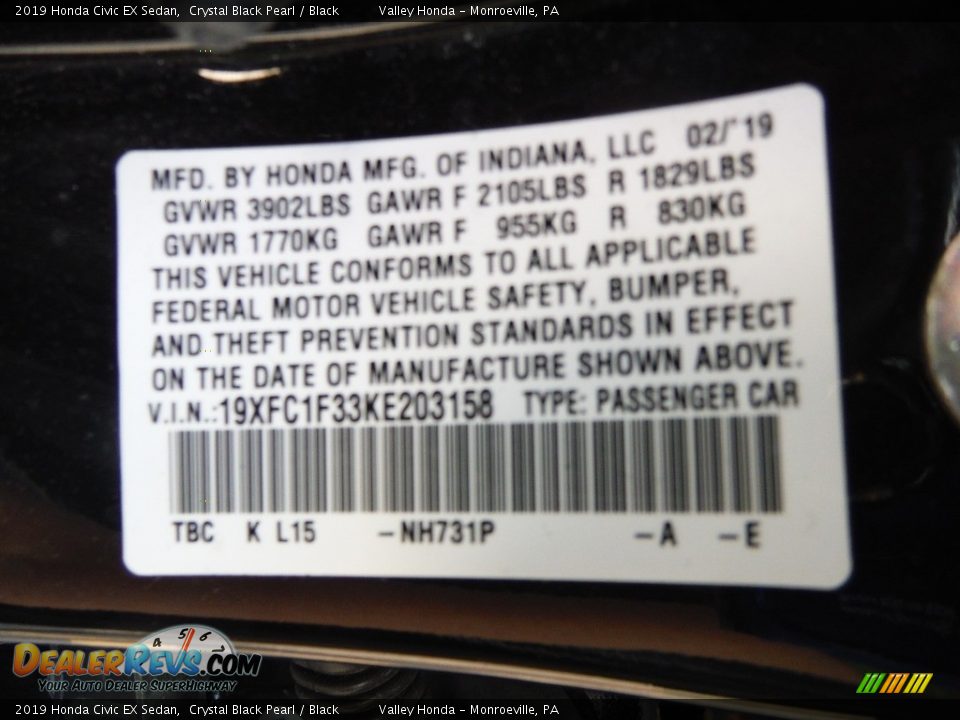 2019 Honda Civic EX Sedan,  Crystal Black Pearl / Black        Valley Honda - Monroeville, PA
MFD. BY HONDA MFG. OF INDIANA, LLC  02/'19
GVWR 3902LBS  GAWR F 2105LBS  R 1829LBS
GVWR 1770KG  GAWR F  955KG  R  830KG
THIS VEHICLE CONFORMS TO ALL APPLICABLE
FEDERAL MOTOR VEHICLE SAFETY, BUMPER,
AND THEFT PREVENTION STANDARDS IN EFFECT
ON THE DATE OF MANUFACTURE SHOWN ABOVE.
V.I.N.:19XFC1F33KE203158  TYPE: PASSENGER CAR
TBC  K  L15  -NH731P  -A  -E
4 5 6
DealerRevs.com
Your Auto Dealer SuperHighway
2019 Honda Civic EX Sedan,  Crystal Black Pearl / Black        Valley Honda - Monroeville, PA